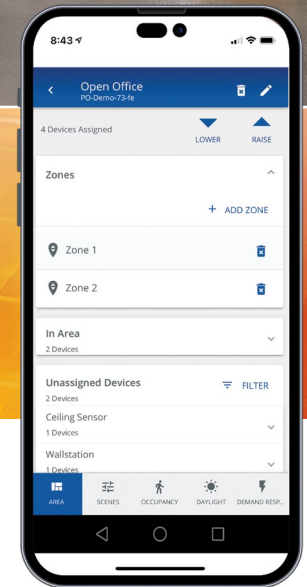 8:43
Open Office
PO-Demo-73-fe
4 Devices Assigned
LOWER
RAISE
Zones
+ ADD ZONE
Zone 1
Zone 2
In Area
2 Devices
Unassigned Devices
2 Devices
FILTER
Ceiling Sensor
1 Devices
Wallstation
1 Devices
AREA
SCENES
OCCUPANCY
DAYLIGHT
DEMAND RESP...